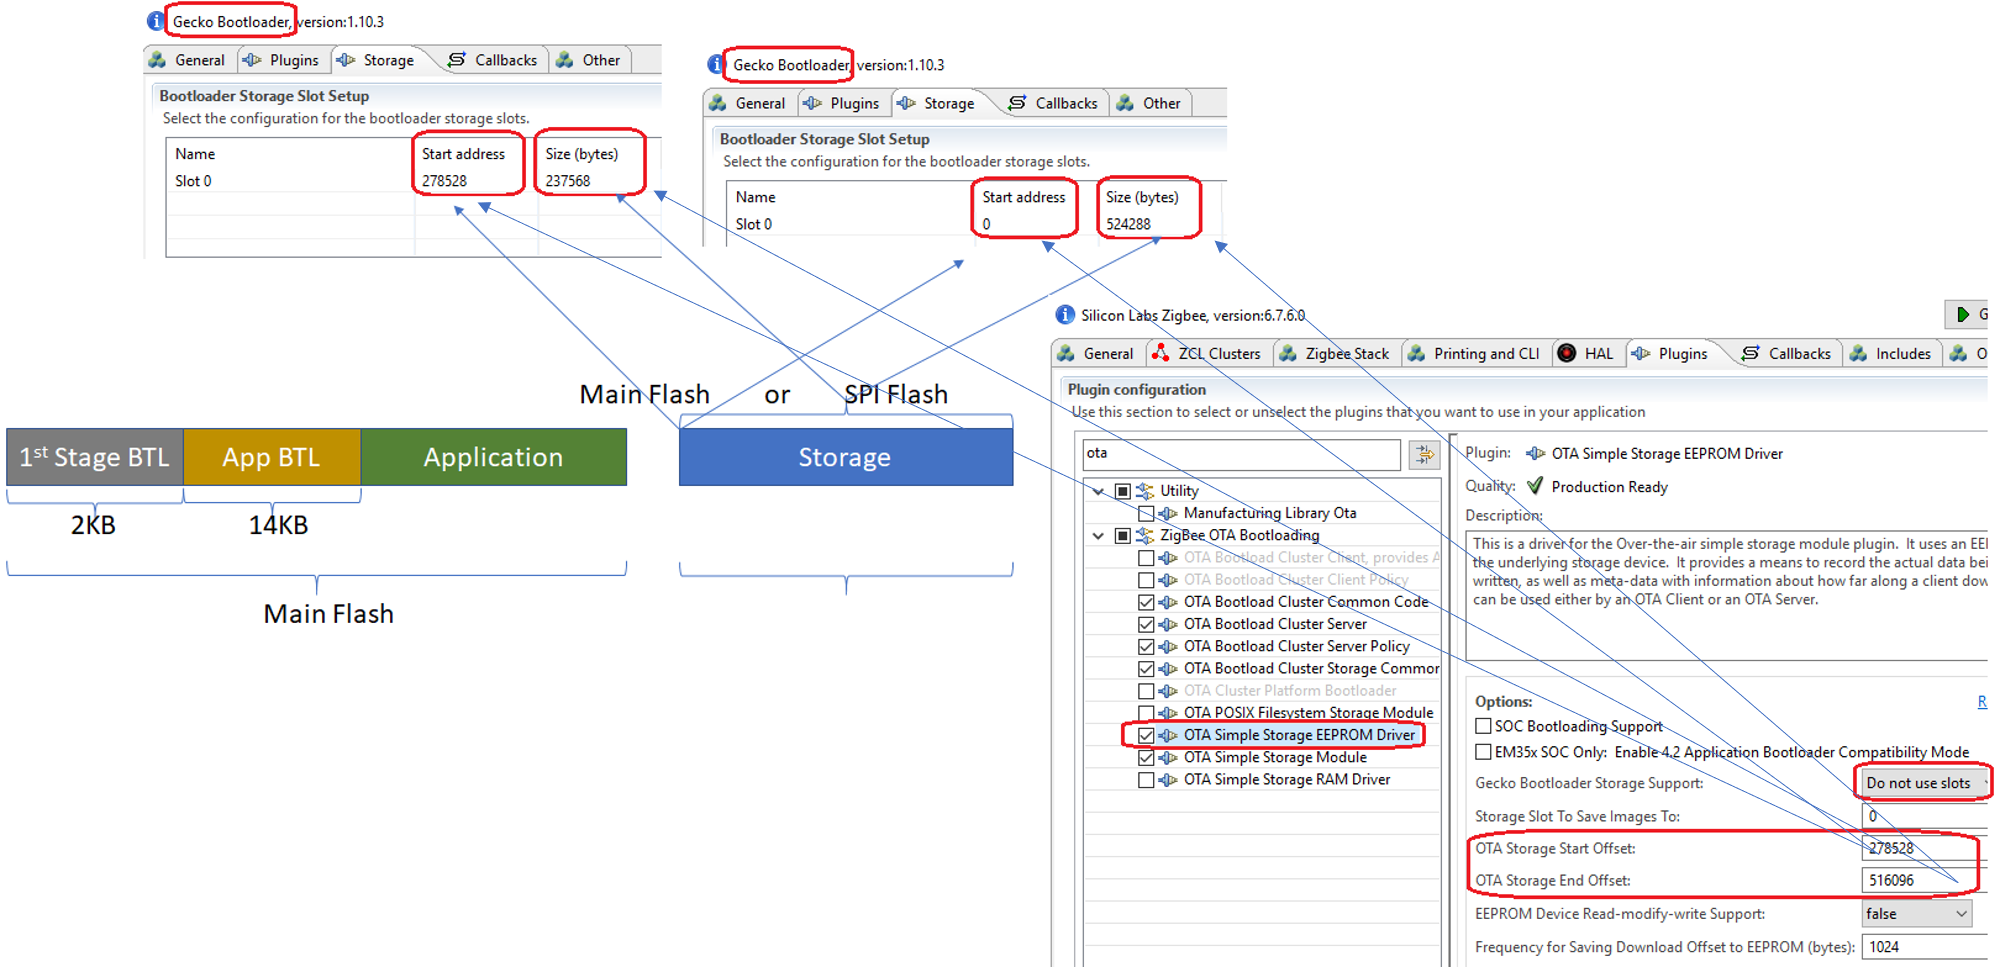 Gecko Bootloader, version:1.10.3
General Plugins Storage Callbacks Other
Bootloader Storage Slot Setup
Select the configuration for the bootloader storage slots.
Name Start address Size (bytes)
Slot 0 278528 237568
Gecko Bootloader, version:1.10.3
General Plugins Storage Callbacks Other
Bootloader Storage Slot Setup
Select the configuration for the bootloader storage slots.
Name Start address Size (bytes)
Slot 0 0 524288
Main Flash or SPI Flash
1st Stage BTL App BTL Application Storage
2KB 14KB
Main Flash
Silicon Labs Zigbee, version:6.7.6.0
G
General ZCL Clusters Zigbee Stack Printing and CLI HAL Plugins Callbacks Includes O
Plugin configuration
Use this section to select or unselect the plugins that you want to use in your application
ota
Utility
Manufacturing Library Ota
ZigBee OTA Bootloading
OTA Bootload Cluster Client, provides A
OTA Bootload Cluster Client Policy
OTA Bootload Cluster Common Code
OTA Bootload Cluster Server
OTA Bootload Cluster Server Policy
OTA Bootload Cluster Storage Common
OTA Cluster Platform Bootloader
OTA POSIX Filesystem Storage Module
OTA Simple Storage EEPROM Driver
OTA Simple Storage Module
OTA Simple Storage RAM Driver
Plugin: OTA Simple Storage EEPROM Driver
Quality: Production Ready
Description:
This is a driver for the Over-the-air simple storage module plugin. It uses an EEI
the underlying storage device. It provides a means to record the actual data bei
written, as well as meta-data with information about how far along a client dow
can be used either by an OTA Client or an OTA Server.
Options: R
SOC Bootloading Support
EM35x SOC Only: Enable 4.2 Application Bootloader Compatibility Mode
Gecko Bootloader Storage Support: Do not use slots
Storage Slot To Save Images To: 0
OTA Storage Start Offset: 278528
OTA Storage End Offset: 516096
EEPROM Device Read-modify-write Support: false
Frequency for Saving Download Offset to EEPROM (bytes): 1024